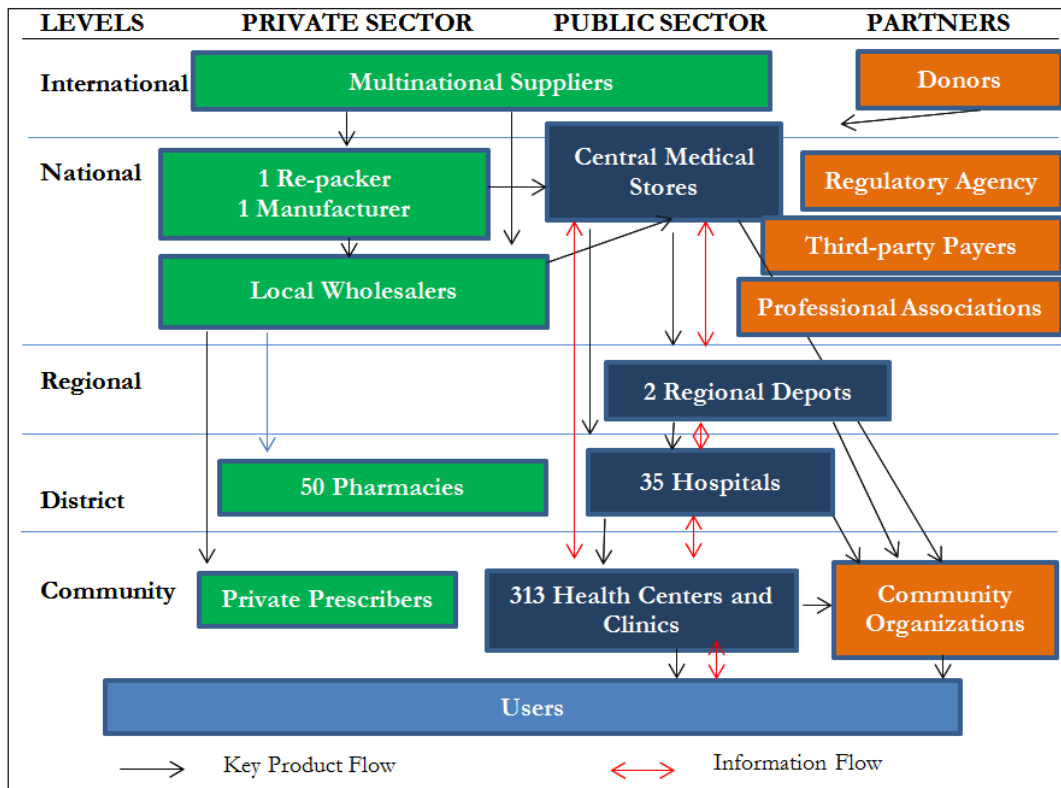 LEVELS
PRIVATE SECTOR
PUBLIC SECTOR
PARTNERS
International
Multinational Suppliers
Donors
National
1 Re-packer
1 Manufacturer
Central Medical
Stores
Regulatory Agency
Third-party Payers
Local Wholesalers
Professional Associations
Regional
2 Regional Depots
District
50 Pharmacies
35 Hospitals
Community
Private Prescribers
313 Health Centers and
Clinics
Community
Organizations
Users
Key Product Flow
Information Flow